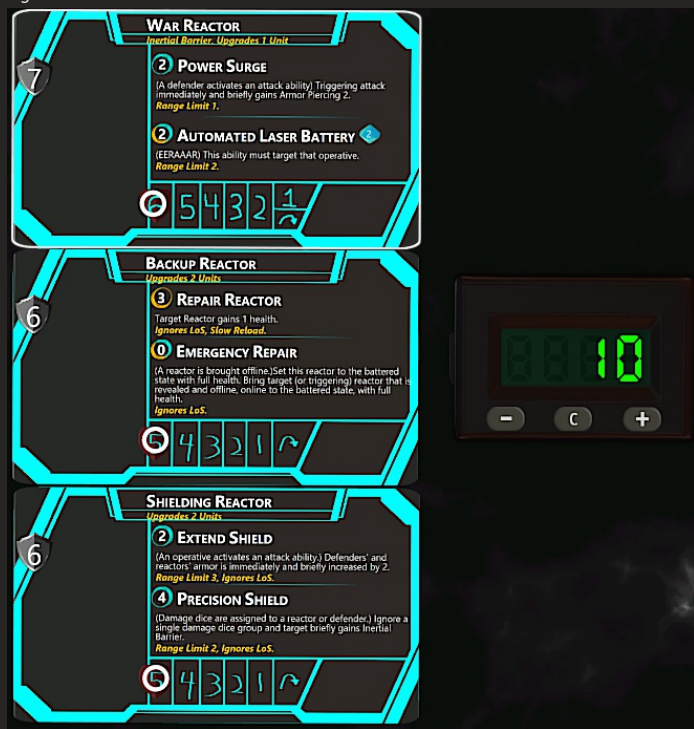 WAR REACTOR
Inertial Barrier, Upgrades 1 Unit
7
2 POWER SURGE
(A defender activates an attack ability) Triggering attack
immediately and briefly gains Armor Piercing 2.
Range Limit 1.
2 AUTOMATED LASER BATTERY 2
(EERAAAR) This ability must target that operative.
Range Limit 2.
6 5 4 3 2 1
BACKUP REACTOR
Upgrades 2 Units
6
3 REPAIR REACTOR
Target Reactor gains 1 health.
Ignores LoS, Slow Reload.
0 EMERGENCY REPAIR
(A reactor is brought offline.)Set this reactor to the battered
state with full health. Bring target (or triggering) reactor that is
revealed and offline, online to the battered state, with full
health.
Ignores LoS.
5 4 3 2 1
10
- C +
SHIELDING REACTOR
Upgrades 2 Units
6
2 EXTEND SHIELD
(An operative activates an attack ability.) Defenders' and
reactors' armor is immediately and briefly increased by 2.
Range Limit 3, Ignores LoS.
4 PRECISION SHIELD
(Damage dice are assigned to a reactor or defender.) Ignore a
single damage dice group and target briefly gains Inertial
Barrier.
Range Limit 2, Ignores LoS.
5 4 3 2 1